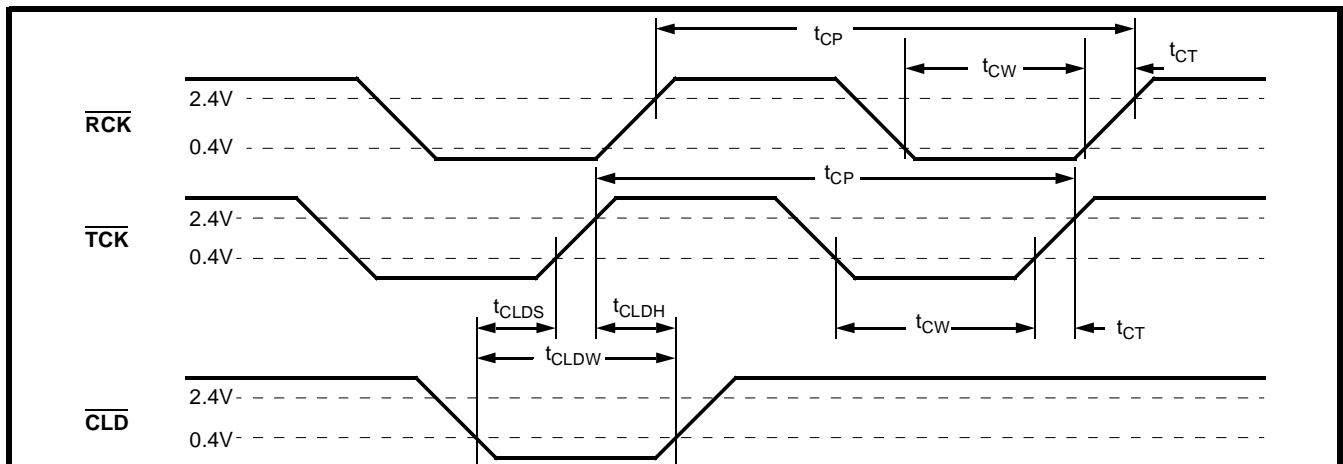 tCP
tCW
tCT
2.4V
RCK
0.4V
tCP
2.4V
TCK
0.4V
tCLDS
tCLDH
tCW
tCT
tCLDW
2.4V
CLD
0.4V